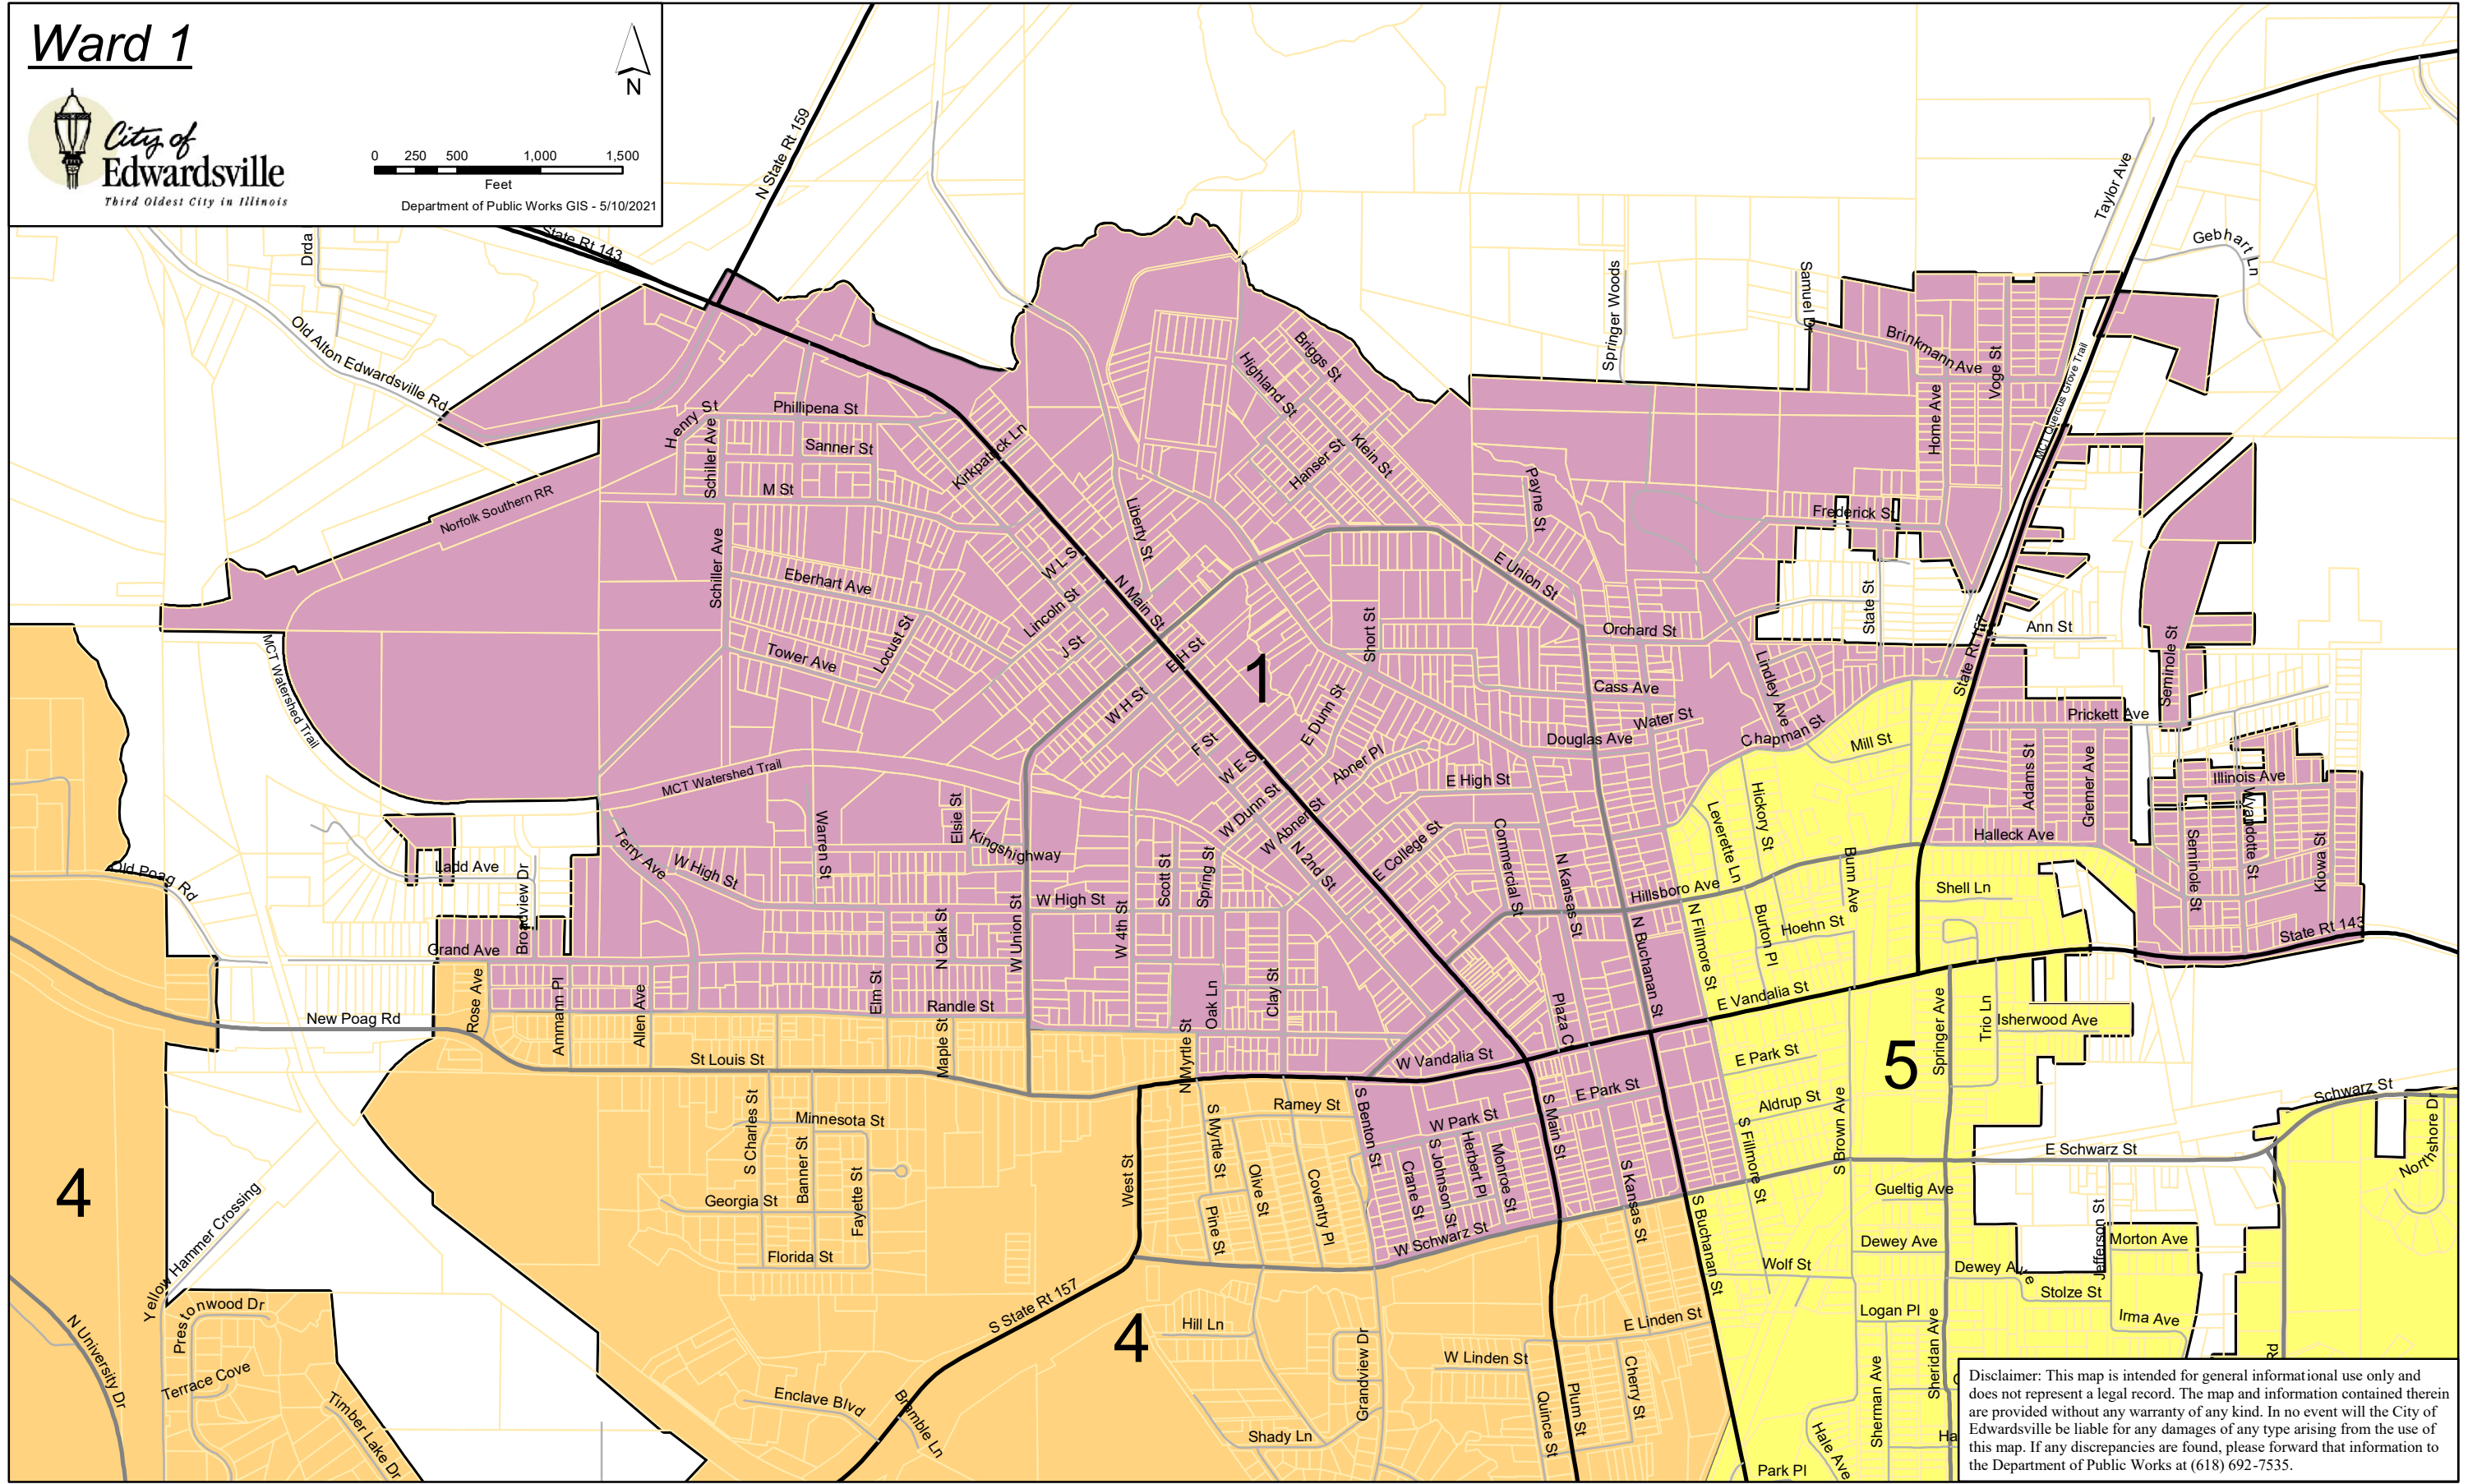 Ward 1
N
City of
Edwardsville
Third Oldest City in Illinois
0 250 500 1,000 1,500
Feet
Department of Public Works GIS - 5/10/2021
N State Rt 159
State Rt 143
Drda
Old Alton Edwardsville Rd
Norfolk Southern RR
MCT Watershed Trail
Henry St
Phillipena St
Schiller Ave
Sanner St
M St
Kirkpatrick Ln
Schiller Ave
Eberhart Ave
Tower Ave
Locust St
W L S
Lincoln St
J St
Liberty St
N Main St
E H St
W H St
F St
W E S
W Dunn St
W Abner St
N 2nd St
Highland St
Briggs St
Hanser St
Klein St
Payne St
E Union St
Short St
E Dunn St
Abner Pl
1
E High St
E College St
Commercial St
N Kansas St
Springer Woods
Samuel Dr
Brinkmann Ave
Voge St
Home Ave
Taylor Ave
Gebhart Ln
MCT Quercus Grove Trail
Frederick St
State St
Orchard St
Cass Ave
Water St
Douglas Ave
Lindley Ave
Chapman St
Mill St
State Rt 157
Ann St
Seminole St
Prickett Ave
Adams St
Gremer Ave
Illinois Ave
Wyandotte St
Halleck Ave
Seminole St
Kiowa St
State Rt 143
Shell Ln
Hickory St
Leverette Ln
Hillsboro Ave
Bunn Ave
Burton Pl
Hoehn St
N Fillmore St
N Buchanan St
E Vandalia St
MCT Watershed Trail
Terry Ave
W High St
Warren St
Elsie St
Kingshighway
W High St
W Union St
N Oak St
W 4th St
Scott St
Spring St
Ladd Ave
Broadview Dr
Grand Ave
Old Poag Rd
New Poag Rd
Rose Ave
Ammann Pl
Allen Ave
Elm St
Randle St
Maple St
St Louis St
Oak Ln
Clay St
N Myrtle St
W Vandalia St
Plaza C
E Park St
W Park St
S Benton St
Crane St
S Johnson St
Herbert Pl
Monroe St
S Main St
S Kansas St
W Schwarz St
Ramey St
S Myrtle St
Olive St
Coventry Pl
Pine St
West St
S Charles St
Minnesota St
Banner St
Fayette St
Georgia St
Florida St
S State Rt 157
4
4
5
Springer Ave
Trio Ln
Isherwood Ave
E Park St
Aldrup St
S Fillmore St
S Brown Ave
E Schwarz St
Schwarz St
Northshore Dr
Gueltig Ave
Dewey Ave
Dewey Ave
Jefferson St
Morton Ave
Stolze St
Irma Ave
Wolf St
Logan Pl
Sheridan Ave
Sherman Ave
Hale Ave
Ha
Rd
Park Pl
S Buchanan St
E Linden St
W Linden St
Cherry St
Plum St
Quince St
Grandview Dr
Hill Ln
Shady Ln
Enclave Blvd
Bramble Ln
Yellow Hammer Crossing
Prestonwood Dr
Terrace Cove
Timber Lake Dr
N University Dr
Disclaimer: This map is intended for general informational use only and
does not represent a legal record. The map and information contained therein
are provided without any warranty of any kind. In no event will the City of
Edwardsville be liable for any damages of any type arising from the use of
this map. If any discrepancies are found, please forward that information to
the Department of Public Works at (618) 692-7535.